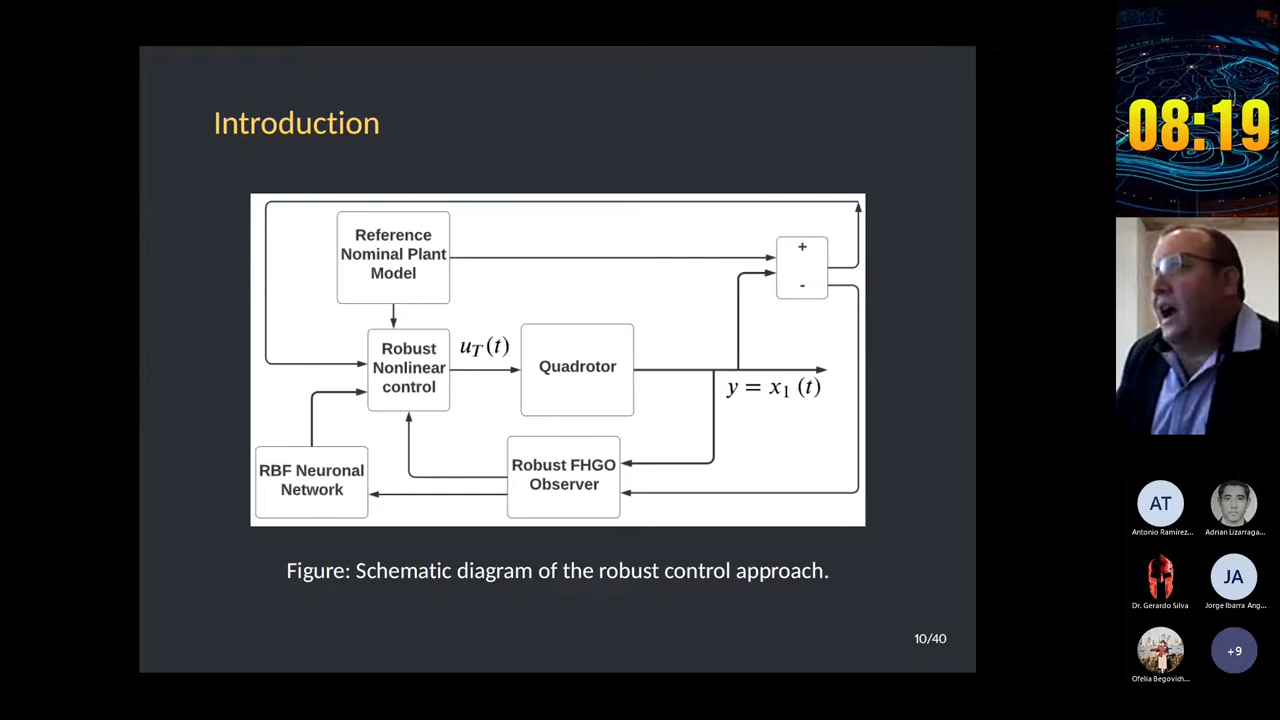 Introduction
Reference
Nominal Plant
Model
+
-
Robust
Nonlinear
control
u_T(t)
Quadrotor
y = x_1 (t)
RBF Neuronal
Network
Robust FHGO
Observer
Figure: Schematic diagram of the robust control approach.
10/40
08:19
AT
Antonio Ramírez...
Adrian Lizarraga...
Dr. Gerardo Silva
JA
Jorge Ibarra Ang...
Ofelia Begovich...
+9